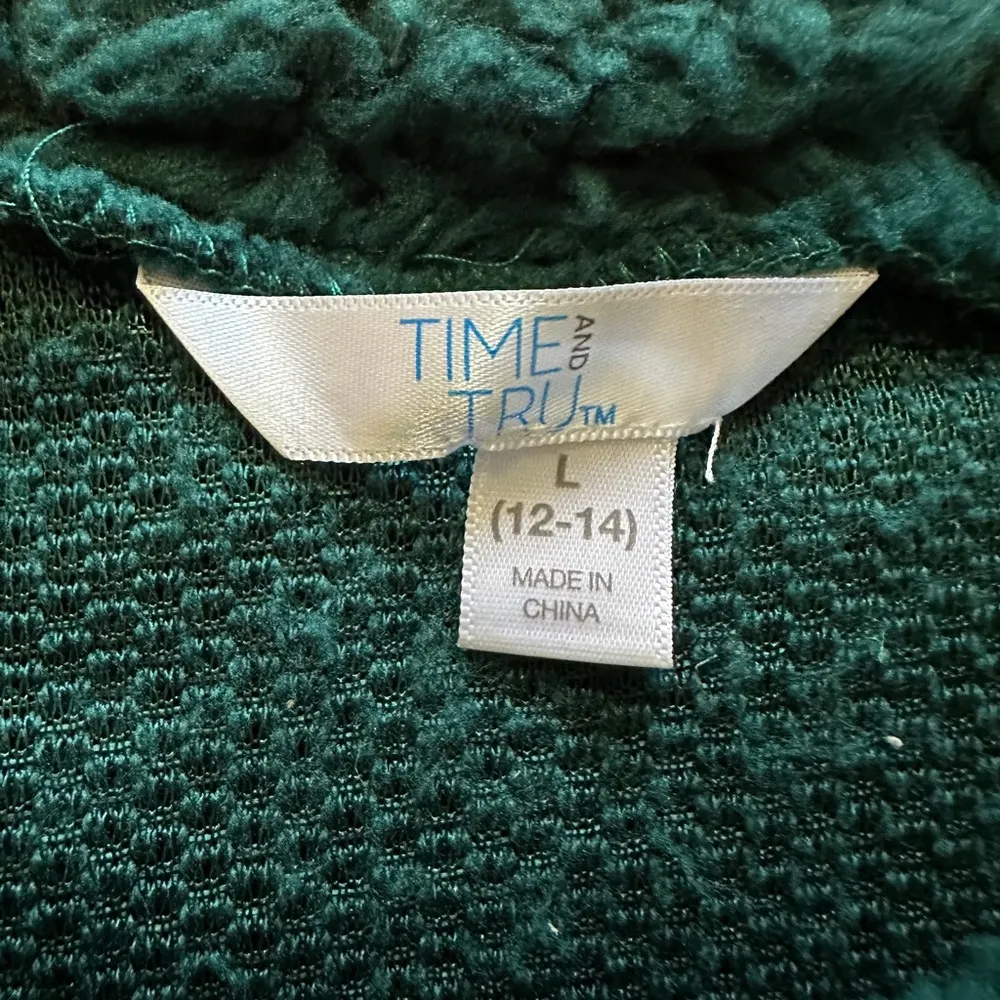 TIME AND
TRU™
L
(12-14)
MADE IN
CHINA